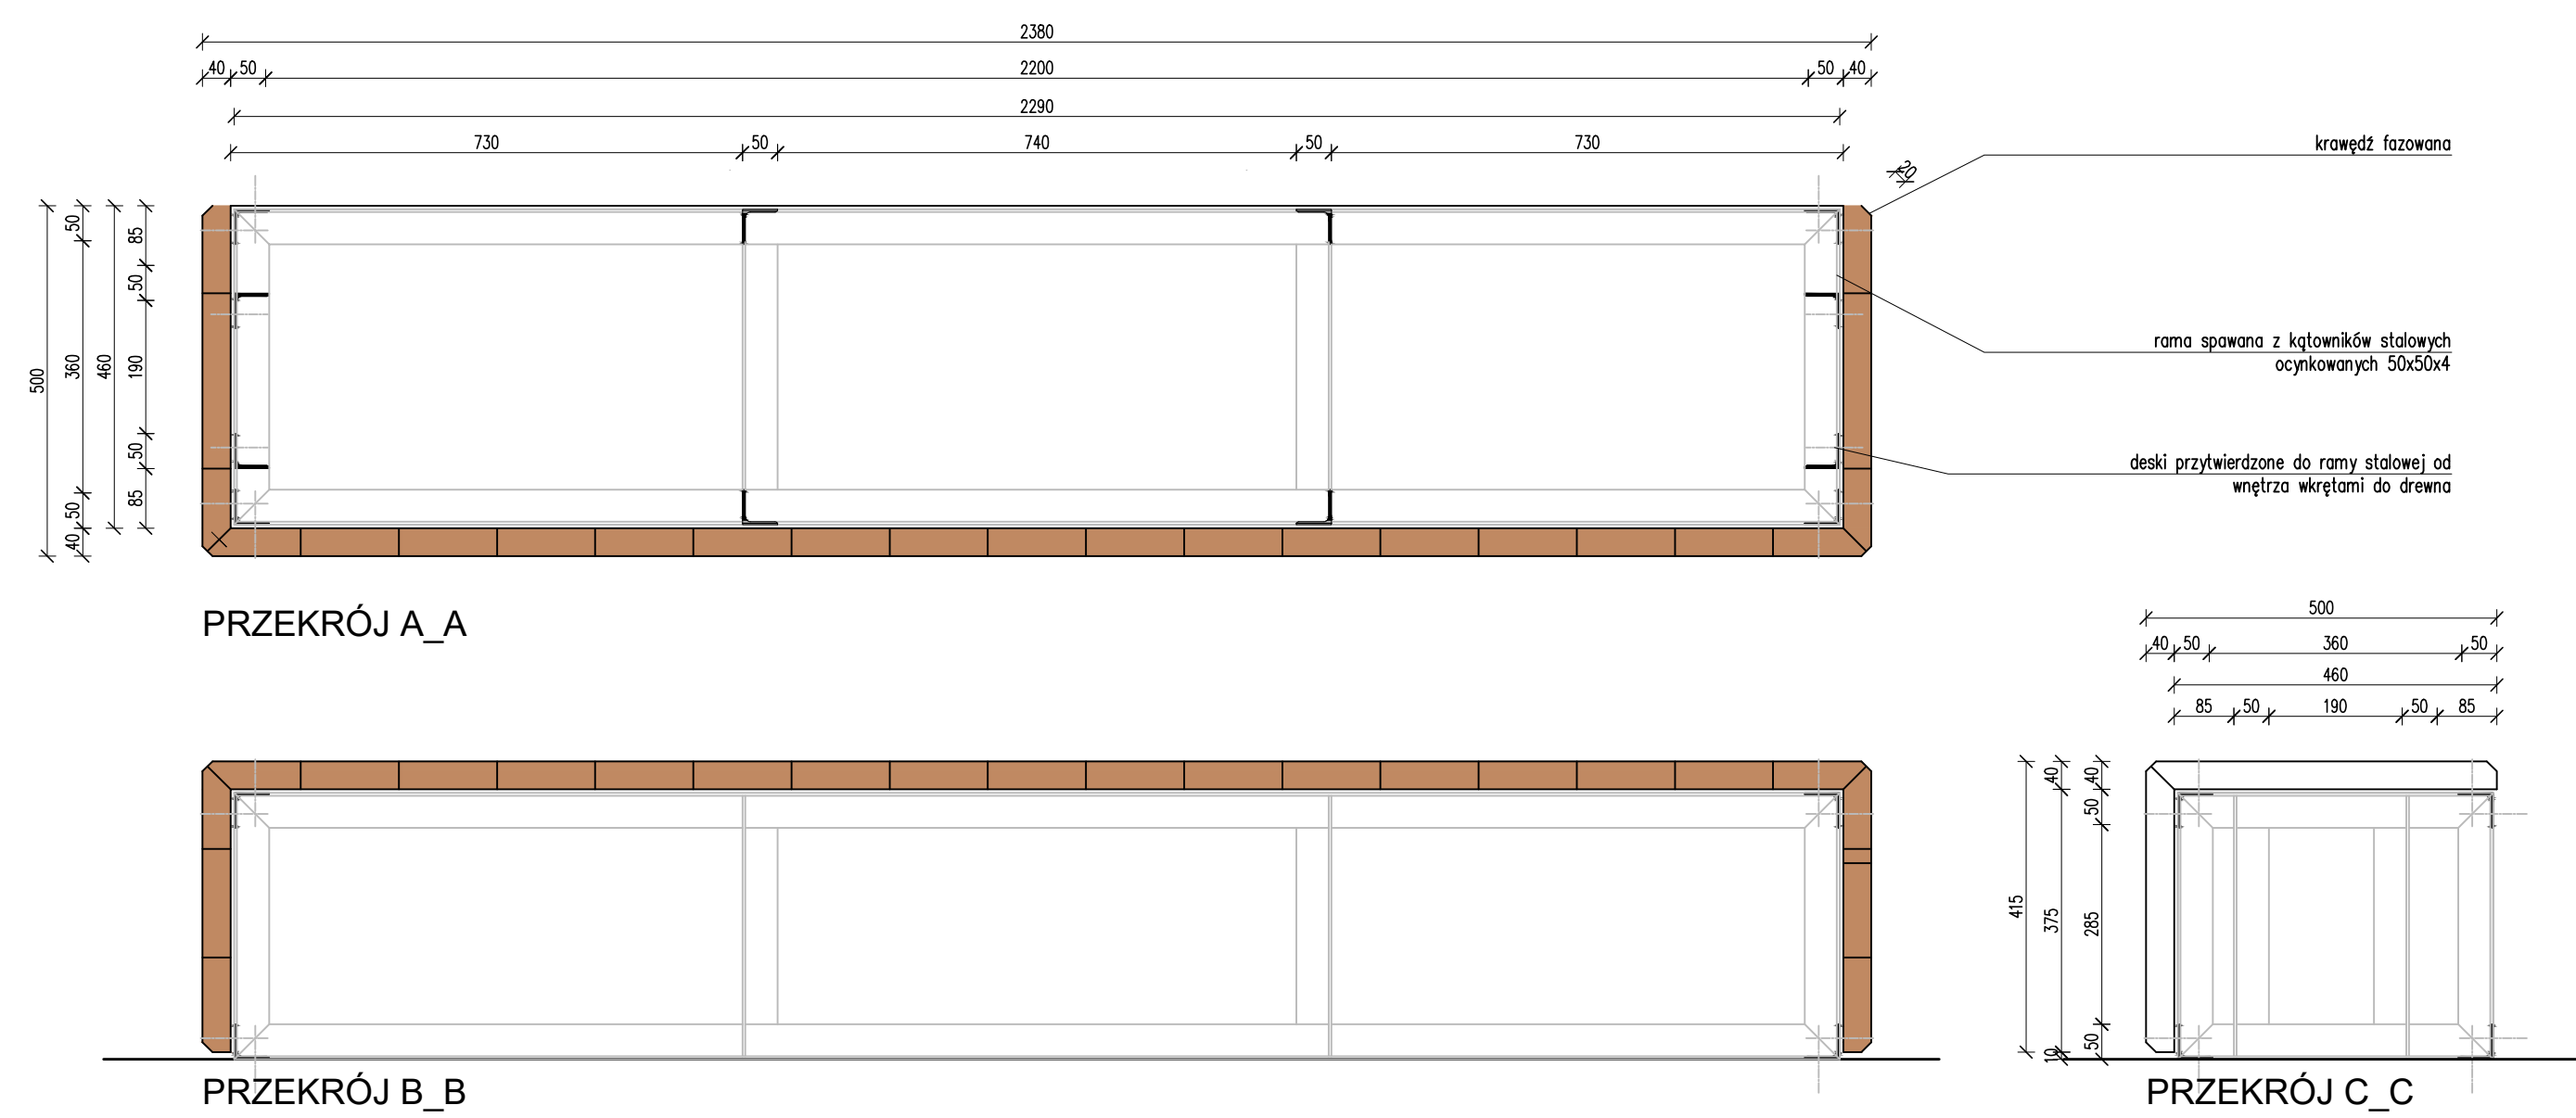 2380
40 50 2200 50 40
2290
730 50 740 50 730
krawędź fazowana
20
rama spawana z kątowników stalowych
ocynkowanych 50x50x4
deski przytwierdzone do ramy stalowej od
wnętrza wkrętami do drewna
500
50 360 50 40
460
85 50 190 50 85
PRZEKRÓJ A_A
500
40 50 360 50
460
85 50 190 50 85
415
40 375 10
40 50 285 50
PRZEKRÓJ B_B
PRZEKRÓJ C_C